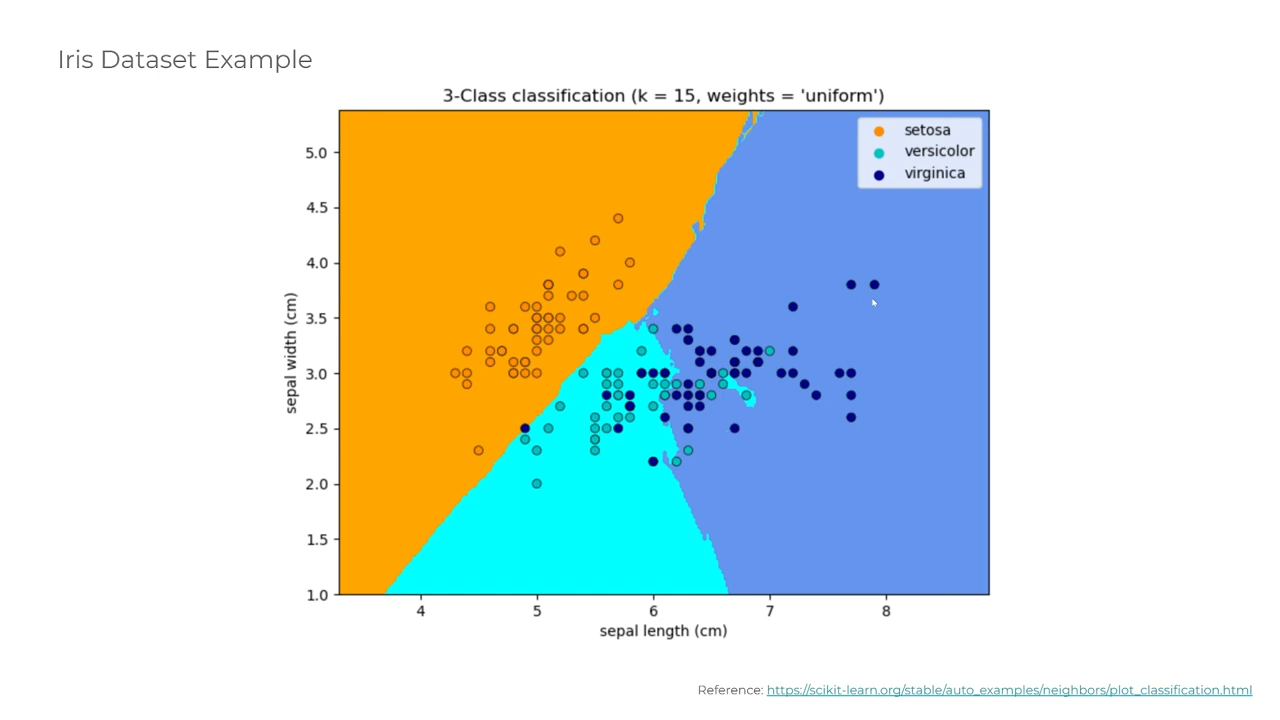 Iris Dataset Example
3-Class classification (k = 15, weights = 'uniform')
setosa
versicolor
virginica
5.0
4.5
4.0
3.5
3.0
2.5
2.0
1.5
1.0
sepal width (cm)
4 5 6 7 8
sepal length (cm)
Reference: https://scikit-learn.org/stable/auto_examples/neighbors/plot_classification.html